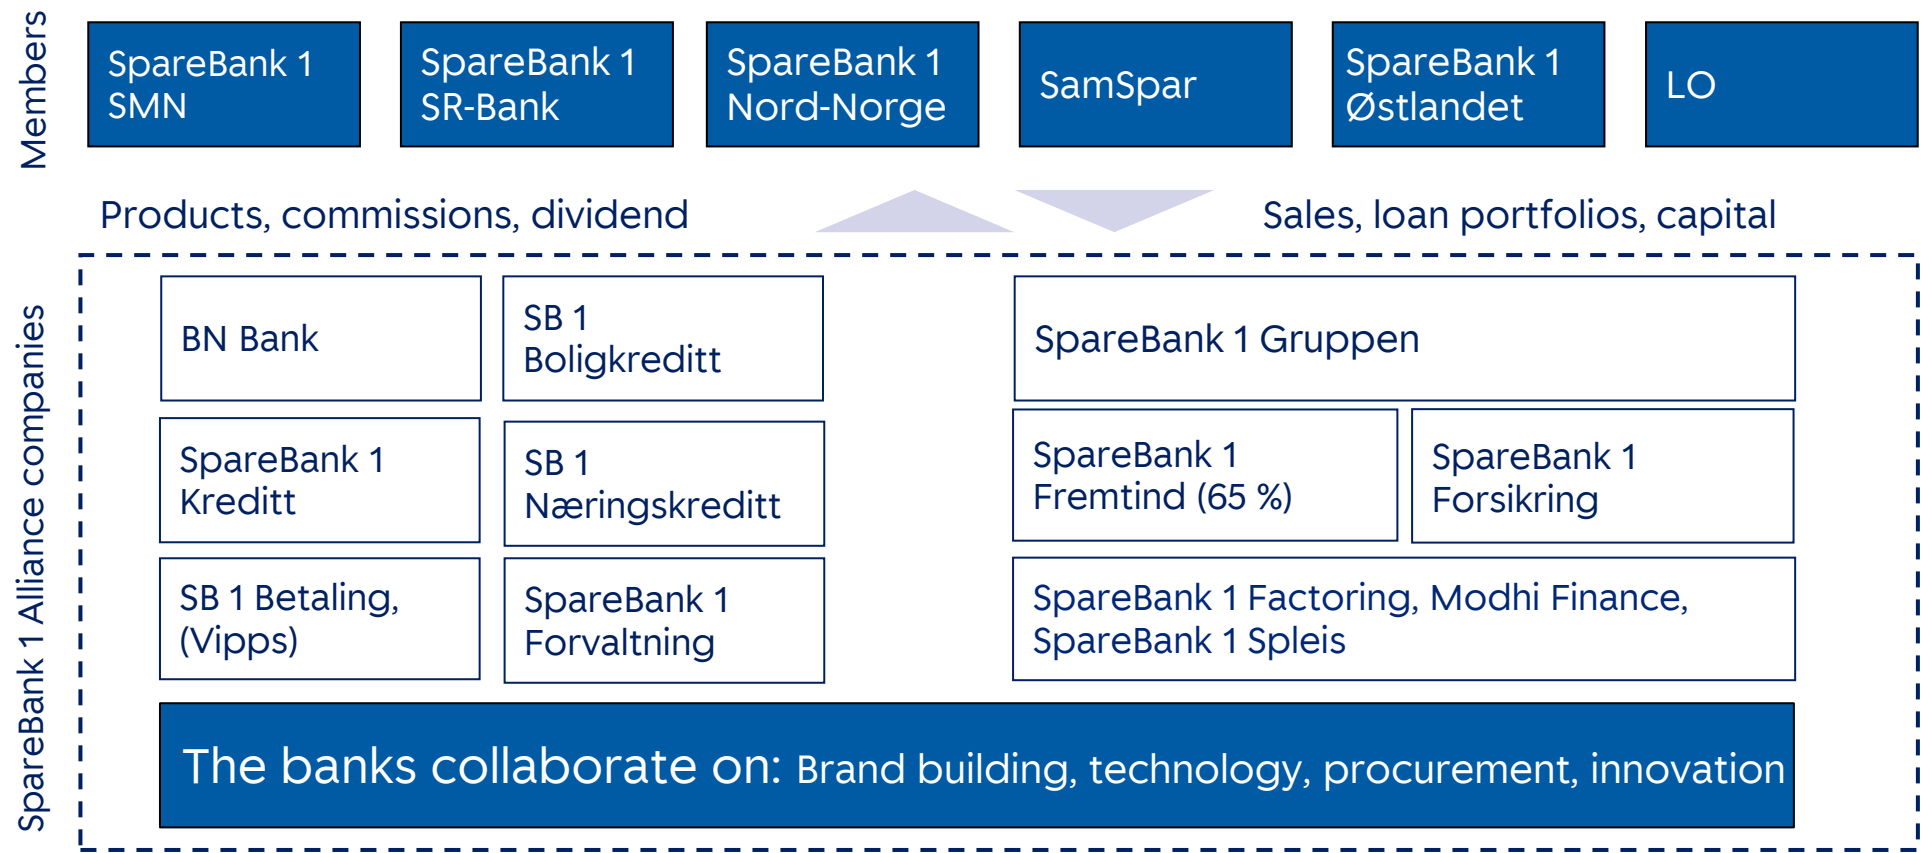 Members
SpareBank 1
SMN
SpareBank 1
SR-Bank
SpareBank 1
Nord-Norge
SamSpar
SpareBank 1
Østlandet
LO
Products, commissions, dividend
Sales, loan portfolios, capital
SpareBank 1 Alliance companies
BN Bank
SB 1
Boligkreditt
SpareBank 1 Gruppen
SpareBank 1
Kreditt
SB 1
Næringskreditt
SpareBank 1
Fremtind (65 %)
SpareBank 1
Forsikring
SB 1 Betaling,
(Vipps)
SpareBank 1
Forvaltning
SpareBank 1 Factoring, Modhi Finance,
SpareBank 1 Spleis
The banks collaborate on: Brand building, technology, procurement, innovation